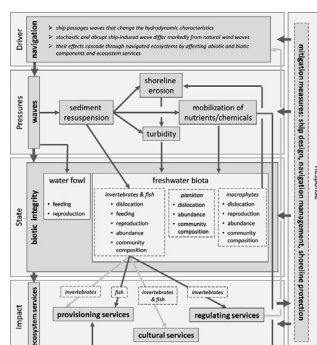 Driver
navigation
➤ ship passages waves that change the hydrodynamic characteristics
➤ stochastic and abrupt ship-induced wave differ markedly from natural wind waves
➤ their effects cascade through navigated ecosystems by affecting abiotic and biotic
components and ecosystem services
Pressures
waves
sediment
resuspension
shoreline
erosion
turbidity
mobilization of
nutrients/chemicals
State
biotic integrity
water fowl
• feeding
• reproduction
freshwater biota
invertebrates & fish
• dislocation
• feeding
• reproduction
• abundance
• community
composition
plankton
• dislocation
• abundance
• community
composition
macrophytes
• dislocation
• reproduction
• abundance
• community
composition
Impact
ecosystem services
invertebrates
fish
invertebrates
& fish
invertebrates
provisioning services
regulating services
cultural services
mitigation measures: ship design, navigation management, shoreline protection